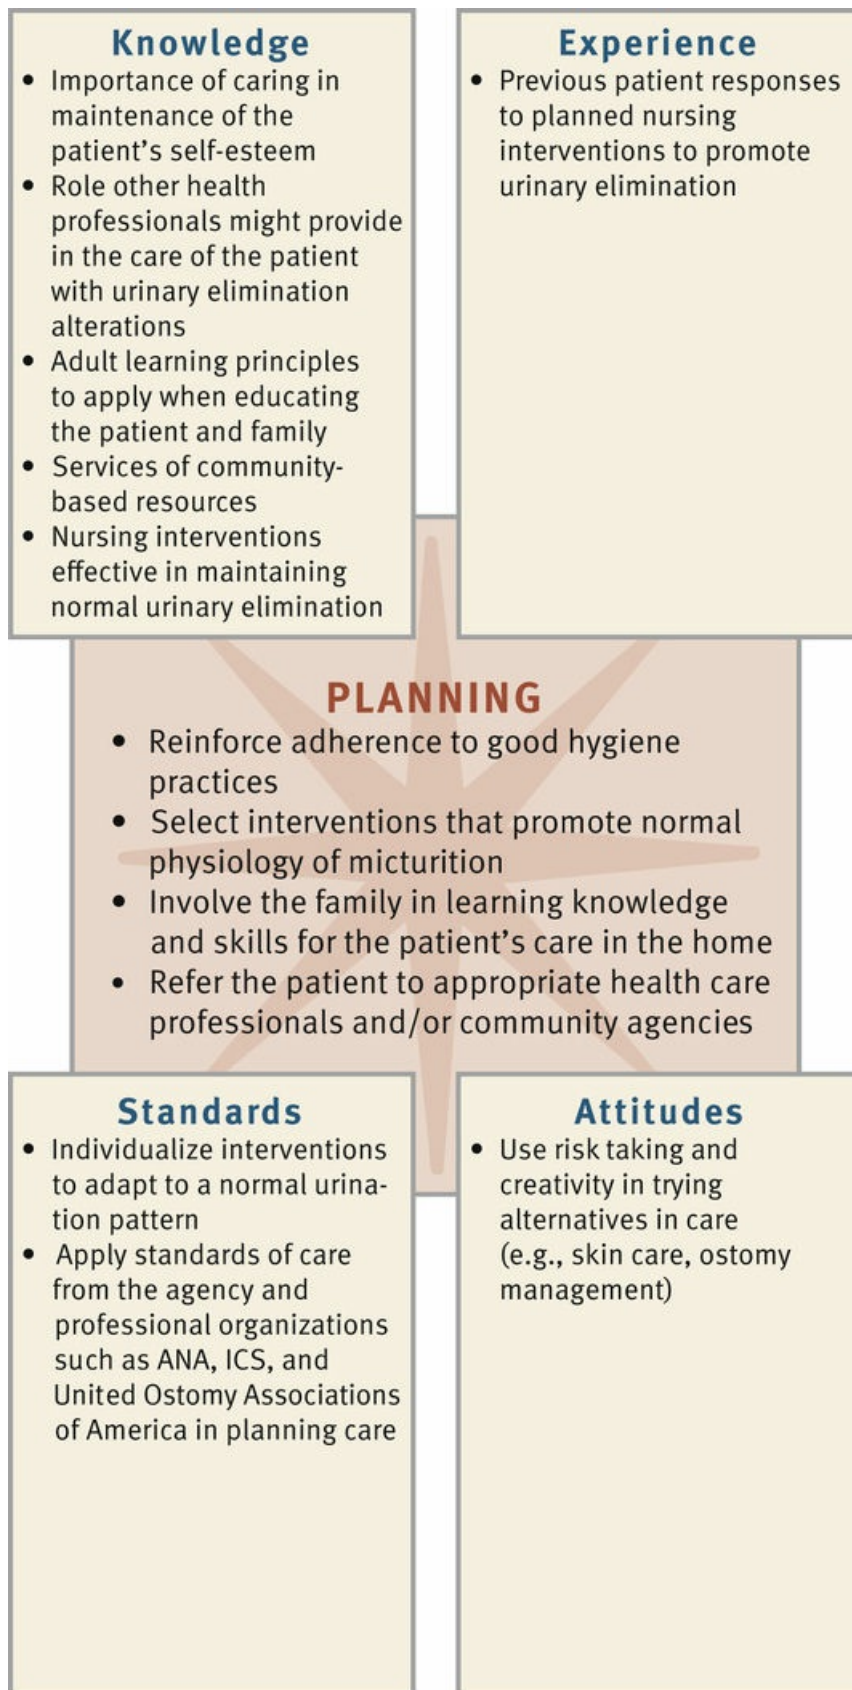 Knowledge
• Importance of caring in
maintenance of the
patient’s self-esteem
• Role other health
professionals might provide
in the care of the patient
with urinary elimination
alterations
• Adult learning principles
to apply when educating
the patient and family
• Services of community-
based resources
• Nursing interventions
effective in maintaining
normal urinary elimination
Experience
• Previous patient responses
to planned nursing
interventions to promote
urinary elimination
PLANNING
• Reinforce adherence to good hygiene
practices
• Select interventions that promote normal
physiology of micturition
• Involve the family in learning knowledge
and skills for the patient’s care in the home
• Refer the patient to appropriate health care
professionals and/or community agencies
Standards
• Individualize interventions
to adapt to a normal urina-
tion pattern
• Apply standards of care
from the agency and
professional organizations
such as ANA, ICS, and
United Ostomy Associations
of America in planning care
Attitudes
• Use risk taking and
creativity in trying
alternatives in care
(e.g., skin care, ostomy
management)